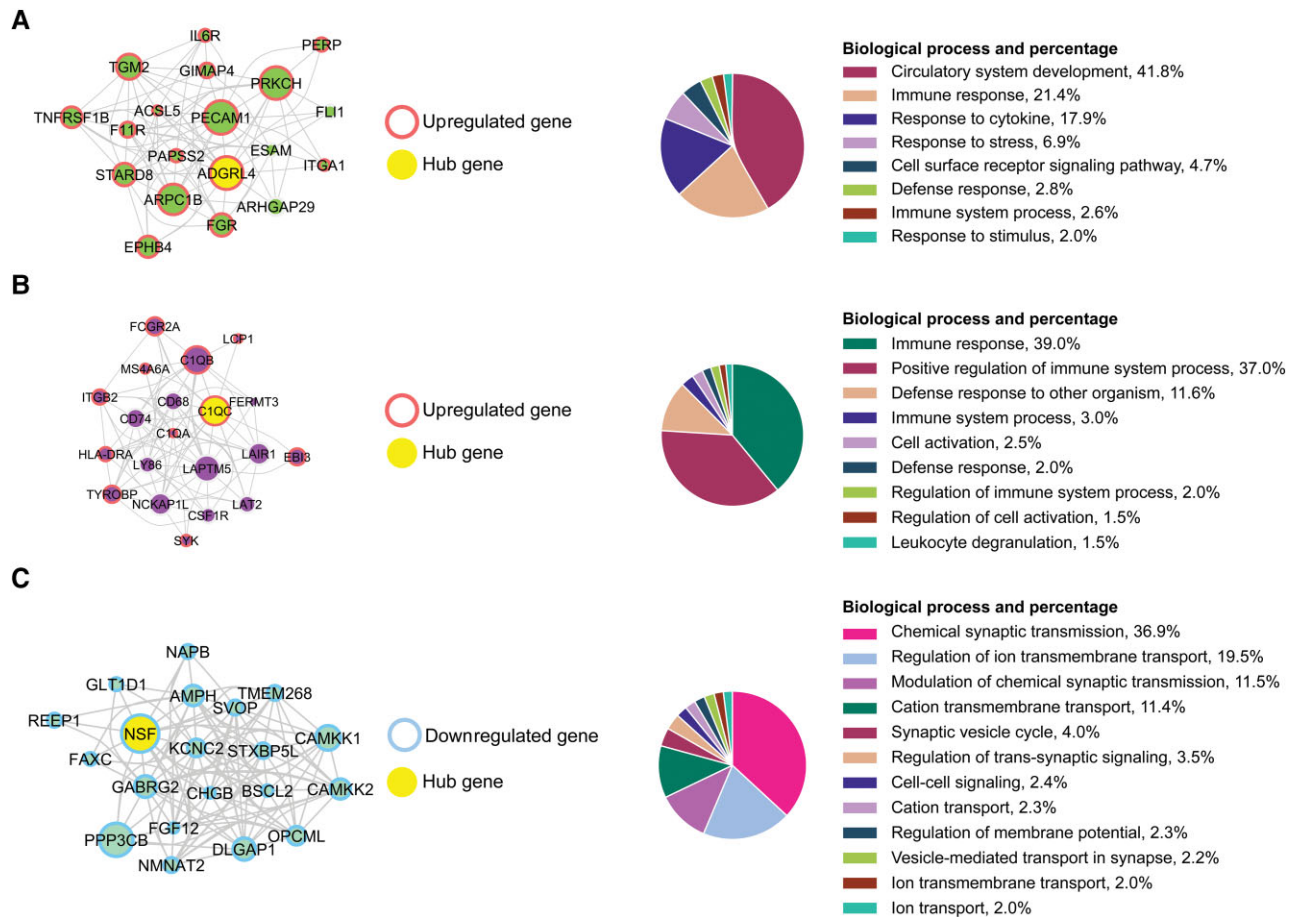 A
IL6R
PERP
TGM2
GIMAP4
PRKCH
ACSL5
FLI1
TNFRSF1B
F11R
PECAM1
PAPSS2
ESAM
ITGA1
STARD8
ADGRL4
ARPC1B
ARHGAP29
FGR
EPHB4
Upregulated gene
Hub gene
Biological process and percentage
Circulatory system development, 41.8%
Immune response, 21.4%
Response to cytokine, 17.9%
Response to stress, 6.9%
Cell surface receptor signaling pathway, 4.7%
Defense response, 2.8%
Immune system process, 2.6%
Response to stimulus, 2.0%
B
FCGR2A
LCP1
C1QB
MS4A6A
ITGB2
CD68
FERMT3
C1QC
CD74
C1QA
HLA-DRA
LY86
LAIR1
EBI3
LAPTM5
TYROBP
NCKAP1L
LAT2
CSF1R
SYK
Upregulated gene
Hub gene
Biological process and percentage
Immune response, 39.0%
Positive regulation of immune system process, 37.0%
Defense response to other organism, 11.6%
Immune system process, 3.0%
Cell activation, 2.5%
Defense response, 2.0%
Regulation of immune system process, 2.0%
Regulation of cell activation, 1.5%
Leukocyte degranulation, 1.5%
C
NAPB
GLT1D1
AMPH
TMEM268
SVOP
REEP1
NSF
KCNC2
STXBP5L
CAMKK1
FAXC
GABRG2
CHGB
BSCL2
CAMKK2
PPP3CB
FGF12
OPCML
DLGAP1
NMNAT2
Downregulated gene
Hub gene
Biological process and percentage
Chemical synaptic transmission, 36.9%
Regulation of ion transmembrane transport, 19.5%
Modulation of chemical synaptic transmission, 11.5%
Cation transmembrane transport, 11.4%
Synaptic vesicle cycle, 4.0%
Regulation of trans-synaptic signaling, 3.5%
Cell-cell signaling, 2.4%
Cation transport, 2.3%
Regulation of membrane potential, 2.3%
Vesicle-mediated transport in synapse, 2.2%
Ion transmembrane transport, 2.0%
Ion transport, 2.0%